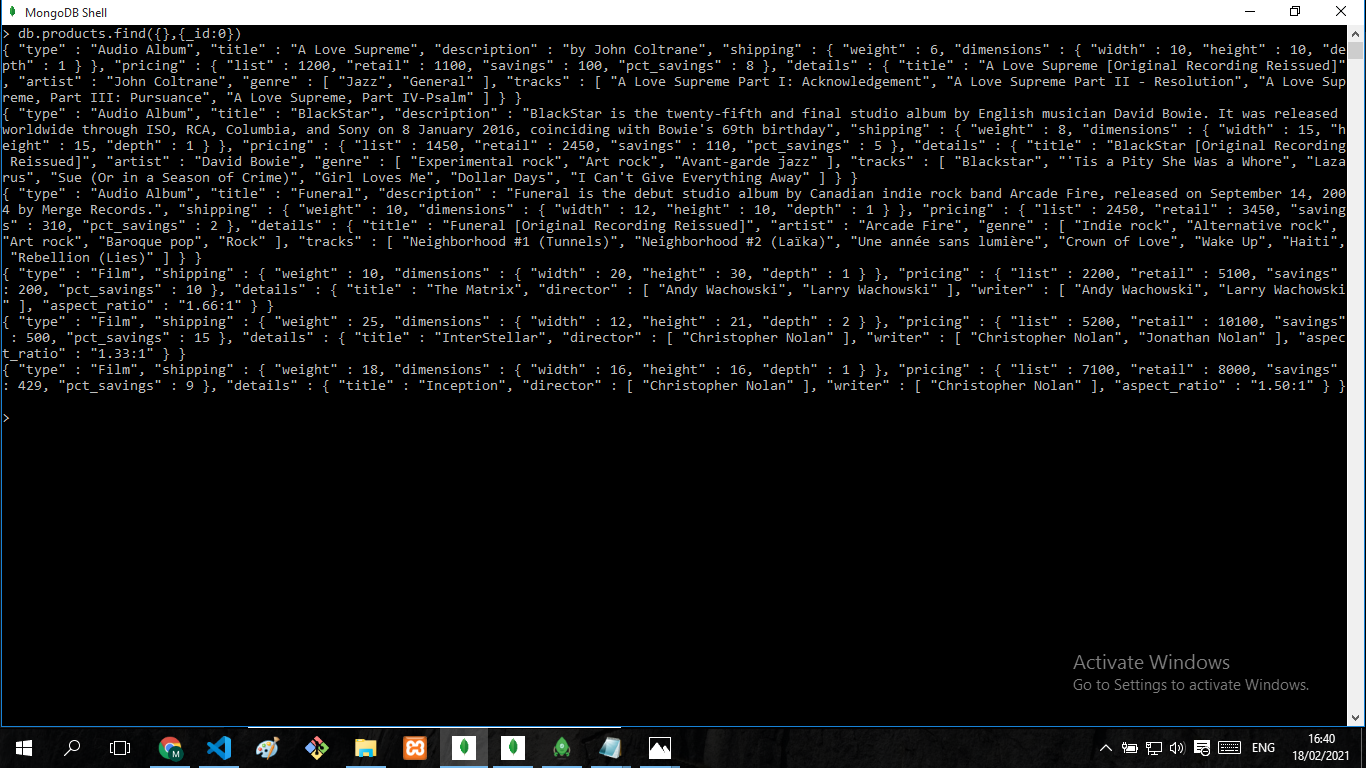 MongoDB Shell
> db.products.find({},{_id:0})
{ "type" : "Audio Album", "title" : "A Love Supreme", "description" : "by John Coltrane", "shipping" : { "weight" : 6, "dimensions" : { "width" : 10, "height" : 10, "de
pth" : 1 } }, "pricing" : { "list" : 1200, "retail" : 1100, "savings" : 100, "pct_savings" : 8 }, "details" : { "title" : "A Love Supreme [Original Recording Reissued]"
, "artist" : "John Coltrane", "genre" : [ "Jazz", "General" ], "tracks" : [ "A Love Supreme Part I: Acknowledgement", "A Love Supreme Part II - Resolution", "A Love Sup
reme, Part III: Pursuance", "A Love Supreme, Part IV-Psalm" ] } }
{ "type" : "Audio Album", "title" : "BlackStar", "description" : "BlackStar is the twenty-fifth and final studio album by English musician David Bowie. It was released
worldwide through ISO, RCA, Columbia, and Sony on 8 January 2016, coinciding with Bowie's 69th birthday", "shipping" : { "weight" : 8, "dimensions" : { "width" : 15, "h
eight" : 15, "depth" : 1 } }, "pricing" : { "list" : 1450, "retail" : 2450, "savings" : 110, "pct_savings" : 5 }, "details" : { "title" : "BlackStar [Original Recording
Reissued]", "artist" : "David Bowie", "genre" : [ "Experimental rock", "Art rock", "Avant-garde jazz" ], "tracks" : [ "Blackstar", "'Tis a Pity She Was a Whore", "Laza
rus", "Sue (Or in a Season of Crime)", "Girl Loves Me", "Dollar Days", "I Can't Give Everything Away" ] } }
{ "type" : "Audio Album", "title" : "Funeral", "description" : "Funeral is the debut studio album by Canadian indie rock band Arcade Fire, released on September 14, 200
4 by Merge Records.", "shipping" : { "weight" : 10, "dimensions" : { "width" : 12, "height" : 10, "depth" : 1 } }, "pricing" : { "list" : 2450, "retail" : 3450, "saving
s" : 310, "pct_savings" : 2 }, "details" : { "title" : "Funeral [Original Recording Reissued]", "artist" : "Arcade Fire", "genre" : [ "Indie rock", "Alternative rock",
"Art rock", "Baroque pop", "Rock" ], "tracks" : [ "Neighborhood #1 (Tunnels)", "Neighborhood #2 (Laïka)", "Une année sans lumière", "Crown of Love", "Wake Up", "Haiti",
"Rebellion (Lies)" ] } }
{ "type" : "Film", "shipping" : { "weight" : 10, "dimensions" : { "width" : 20, "height" : 30, "depth" : 1 } }, "pricing" : { "list" : 2200, "retail" : 5100, "savings"
: 200, "pct_savings" : 10 }, "details" : { "title" : "The Matrix", "director" : [ "Andy Wachowski", "Larry Wachowski" ], "writer" : [ "Andy Wachowski", "Larry Wachowski
" ], "aspect_ratio" : "1.66:1" } }
{ "type" : "Film", "shipping" : { "weight" : 25, "dimensions" : { "width" : 12, "height" : 21, "depth" : 2 } }, "pricing" : { "list" : 5200, "retail" : 10100, "savings"
: 500, "pct_savings" : 15 }, "details" : { "title" : "InterStellar", "director" : [ "Christopher Nolan" ], "writer" : [ "Christopher Nolan", "Jonathan Nolan" ], "aspec
t_ratio" : "1.33:1" } }
{ "type" : "Film", "shipping" : { "weight" : 18, "dimensions" : { "width" : 16, "height" : 16, "depth" : 1 } }, "pricing" : { "list" : 7100, "retail" : 8000, "savings"
: 429, "pct_savings" : 9 }, "details" : { "title" : "Inception", "director" : [ "Christopher Nolan" ], "writer" : [ "Christopher Nolan" ], "aspect_ratio" : "1.50:1" } }
>
Activate Windows
Go to Settings to activate Windows.
M
ENG
16:40
18/02/2021